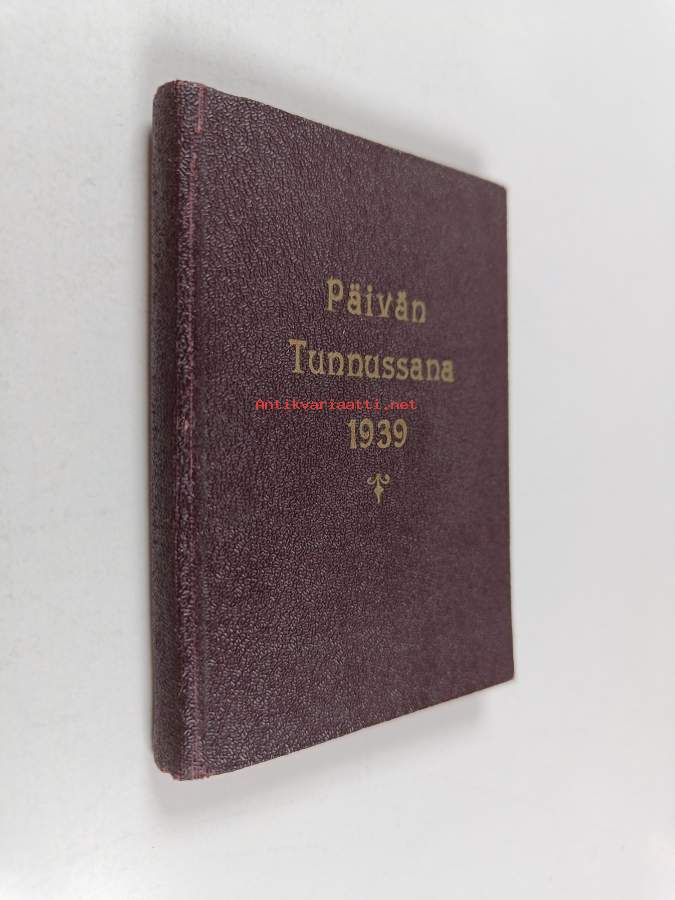 Päivän
Tunnussana
Antikvariaatti.net
1939